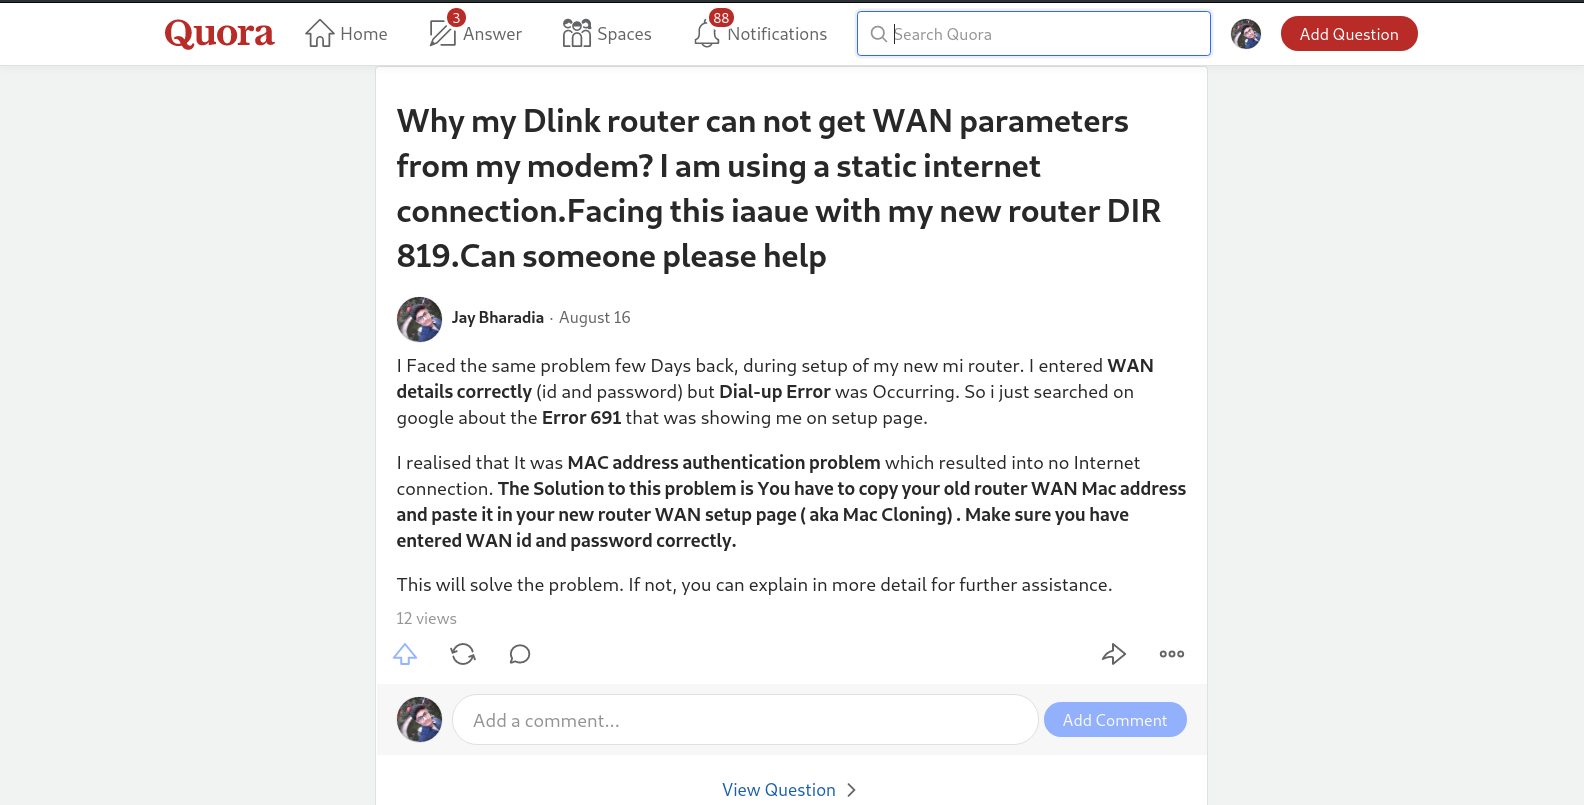 Quora
Home
3
Answer
Spaces
88
Notifications
Search Quora
Add Question
Why my Dlink router can not get WAN parameters
from my modem? I am using a static internet
connection.Facing this iaaue with my new router DIR
819.Can someone please help
Jay Bharadia · August 16
I Faced the same problem few Days back, during setup of my new mi router. I entered WAN
details correctly (id and password) but Dial-up Error was Occurring. So i just searched on
google about the Error 691 that was showing me on setup page.
I realised that It was MAC address authentication problem which resulted into no Internet
connection. The Solution to this problem is You have to copy your old router WAN Mac address
and paste it in your new router WAN setup page ( aka Mac Cloning) . Make sure you have
entered WAN id and password correctly.
This will solve the problem. If not, you can explain in more detail for further assistance.
12 views
Add a comment...
Add Comment
View Question